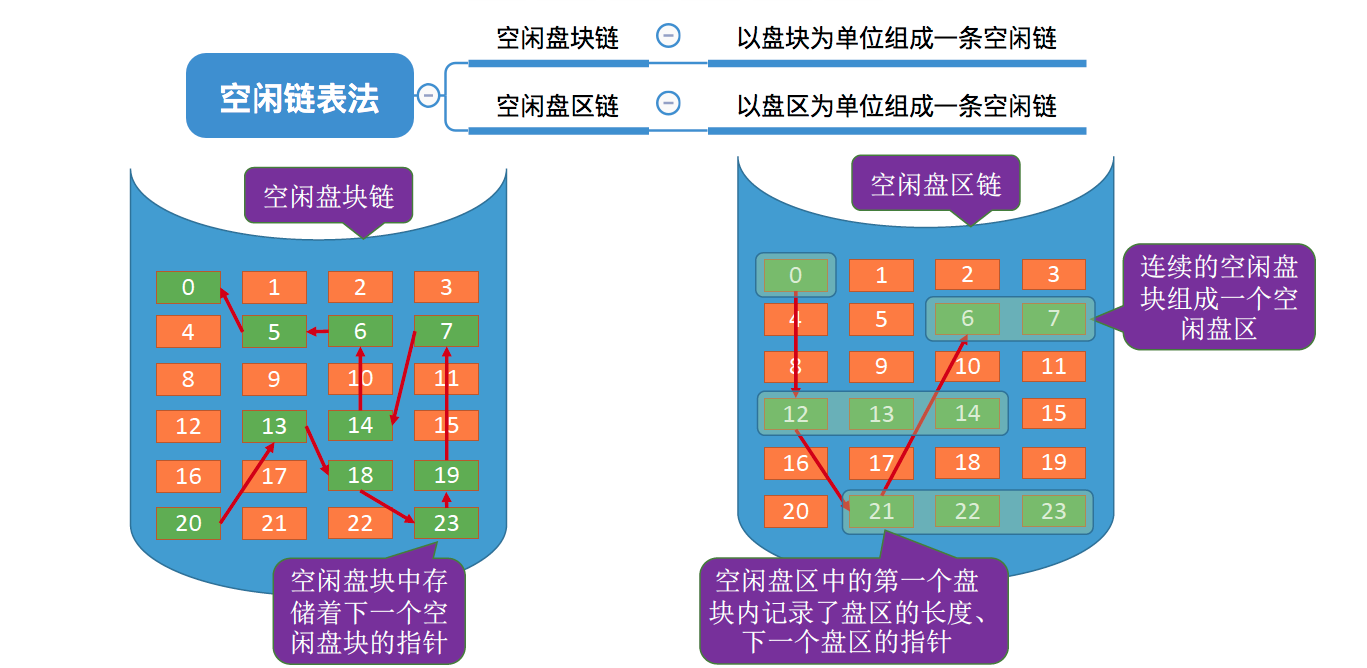 空闲盘块链
以盘块为单位组成一条空闲链
空闲链表法
空闲盘区链
以盘区为单位组成一条空闲链
空闲盘块链
0 1 2 3
4 5 6 7
8 9 10 11
12 13 14 15
16 17 18 19
20 21 22 23
空闲盘块中存
储着下一个空
闲盘块的指针
空闲盘区链
0 1 2 3
4 5 6 7
8 9 10 11
12 13 14 15
16 17 18 19
20 21 22 23
连续的空闲盘
块组成一个空
闲盘区
空闲盘区中的第一个盘
块内记录了盘区的长度、
下一个盘区的指针